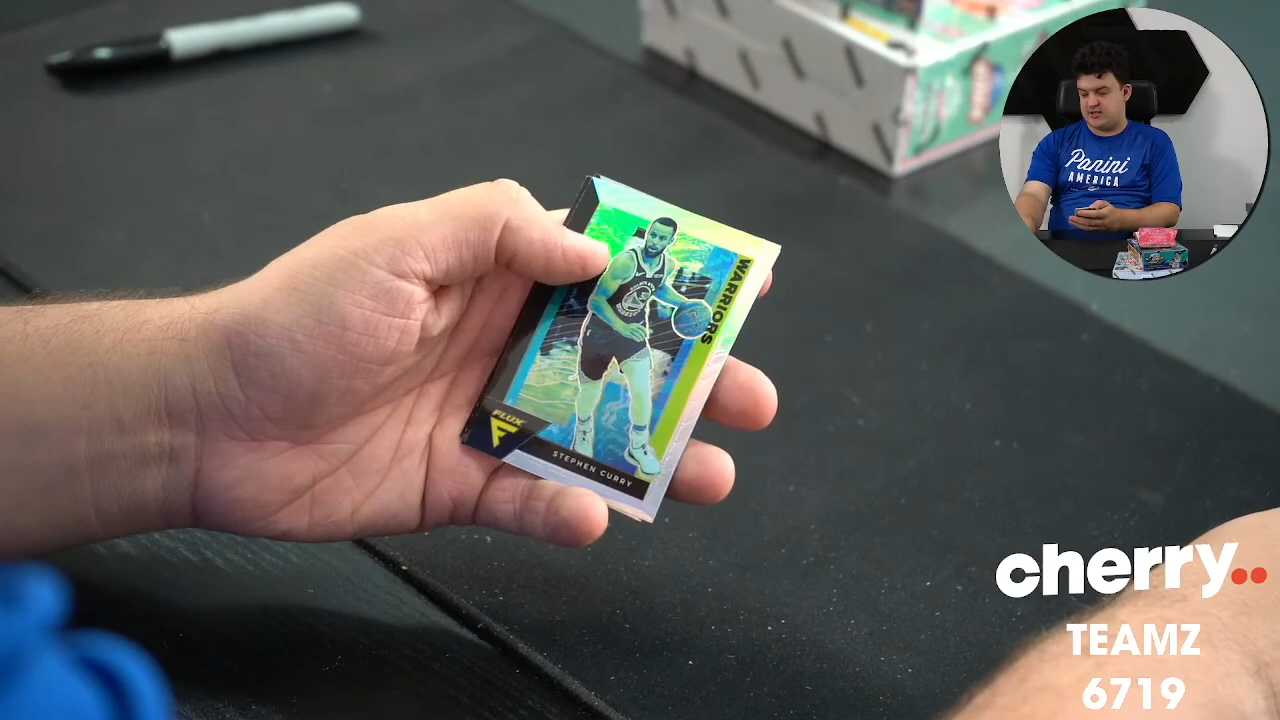 Panini
AMERICA
WARRIORS
FLUX
STEPHEN CURRY
cherry..
TEAMZ
6719